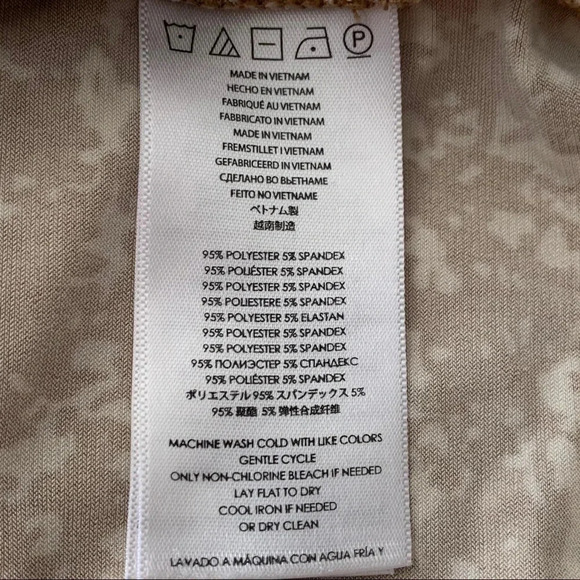 P
MADE IN VIETNAM
HECHO EN VIETNAM
FABRIQUÉ AU VIETNAM
FABBRICATO IN VIETNAM
MADE IN VIETNAM
FREMSTILLET I VIETNAM
GEFABRICEERD IN VIETNAM
СДЕЛАНО ВО ВЬЕТНАМЕ
FEITO NO VIETNAME
ベトナム製
越南制造
95% POLYESTER 5% SPANDEX
95% POLIÉSTER 5% SPANDEX
95% POLYESTER 5% SPANDEX
95% POLIESTERE 5% SPANDEX
95% POLYESTER 5% ELASTAN
95% POLYESTER 5% SPANDEX
95% POLYESTER 5% SPANDEX
95% ПОЛИЭСТЕР 5% СПАНДЕКС
95% POLIÉSTER 5% SPANDEX
ポリエステル 95% スパンデックス 5%
95% 聚酯 5% 弹性合成纤维
MACHINE WASH COLD WITH LIKE COLORS
GENTLE CYCLE
ONLY NON-CHLORINE BLEACH IF NEEDED
LAY FLAT TO DRY
COOL IRON IF NEEDED
OR DRY CLEAN
LAVADO A MÁQUINA CON AGUA FRÍA Y